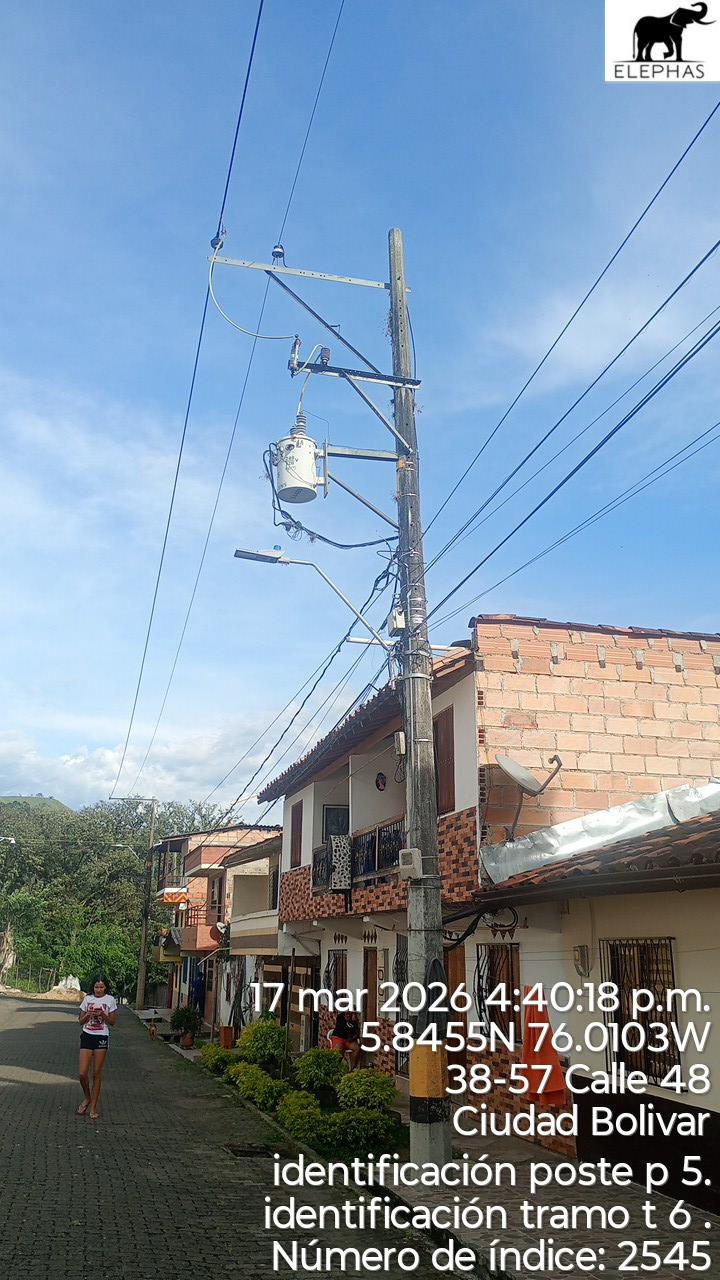 ELEPHAS
17 mar 2026 4:40:18 p.m.
5.8455N 76.0103W
38-57 Calle 48
Ciudad Bolivar
identificación poste p 5.
identificación tramo t 6 .
Número de índice: 2545